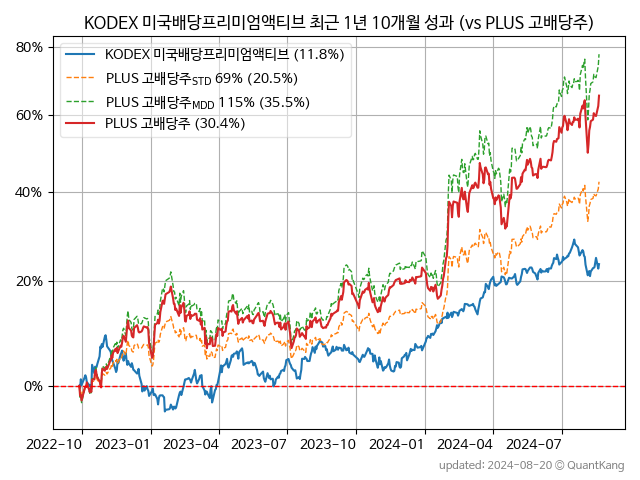 KODEX 미국배당프리미엄액티브 최근 1년 10개월 성과 (vs PLUS 고배당주)
80%
60%
40%
20%
0%
KODEX 미국배당프리미엄액티브 (11.8%)
PLUS 고배당주STD 69% (20.5%)
PLUS 고배당주MDD 115% (35.5%)
PLUS 고배당주 (30.4%)
2022-10 2023-01 2023-04 2023-07 2023-10 2024-01 2024-04 2024-07
updated: 2024-08-20 © QuantKang